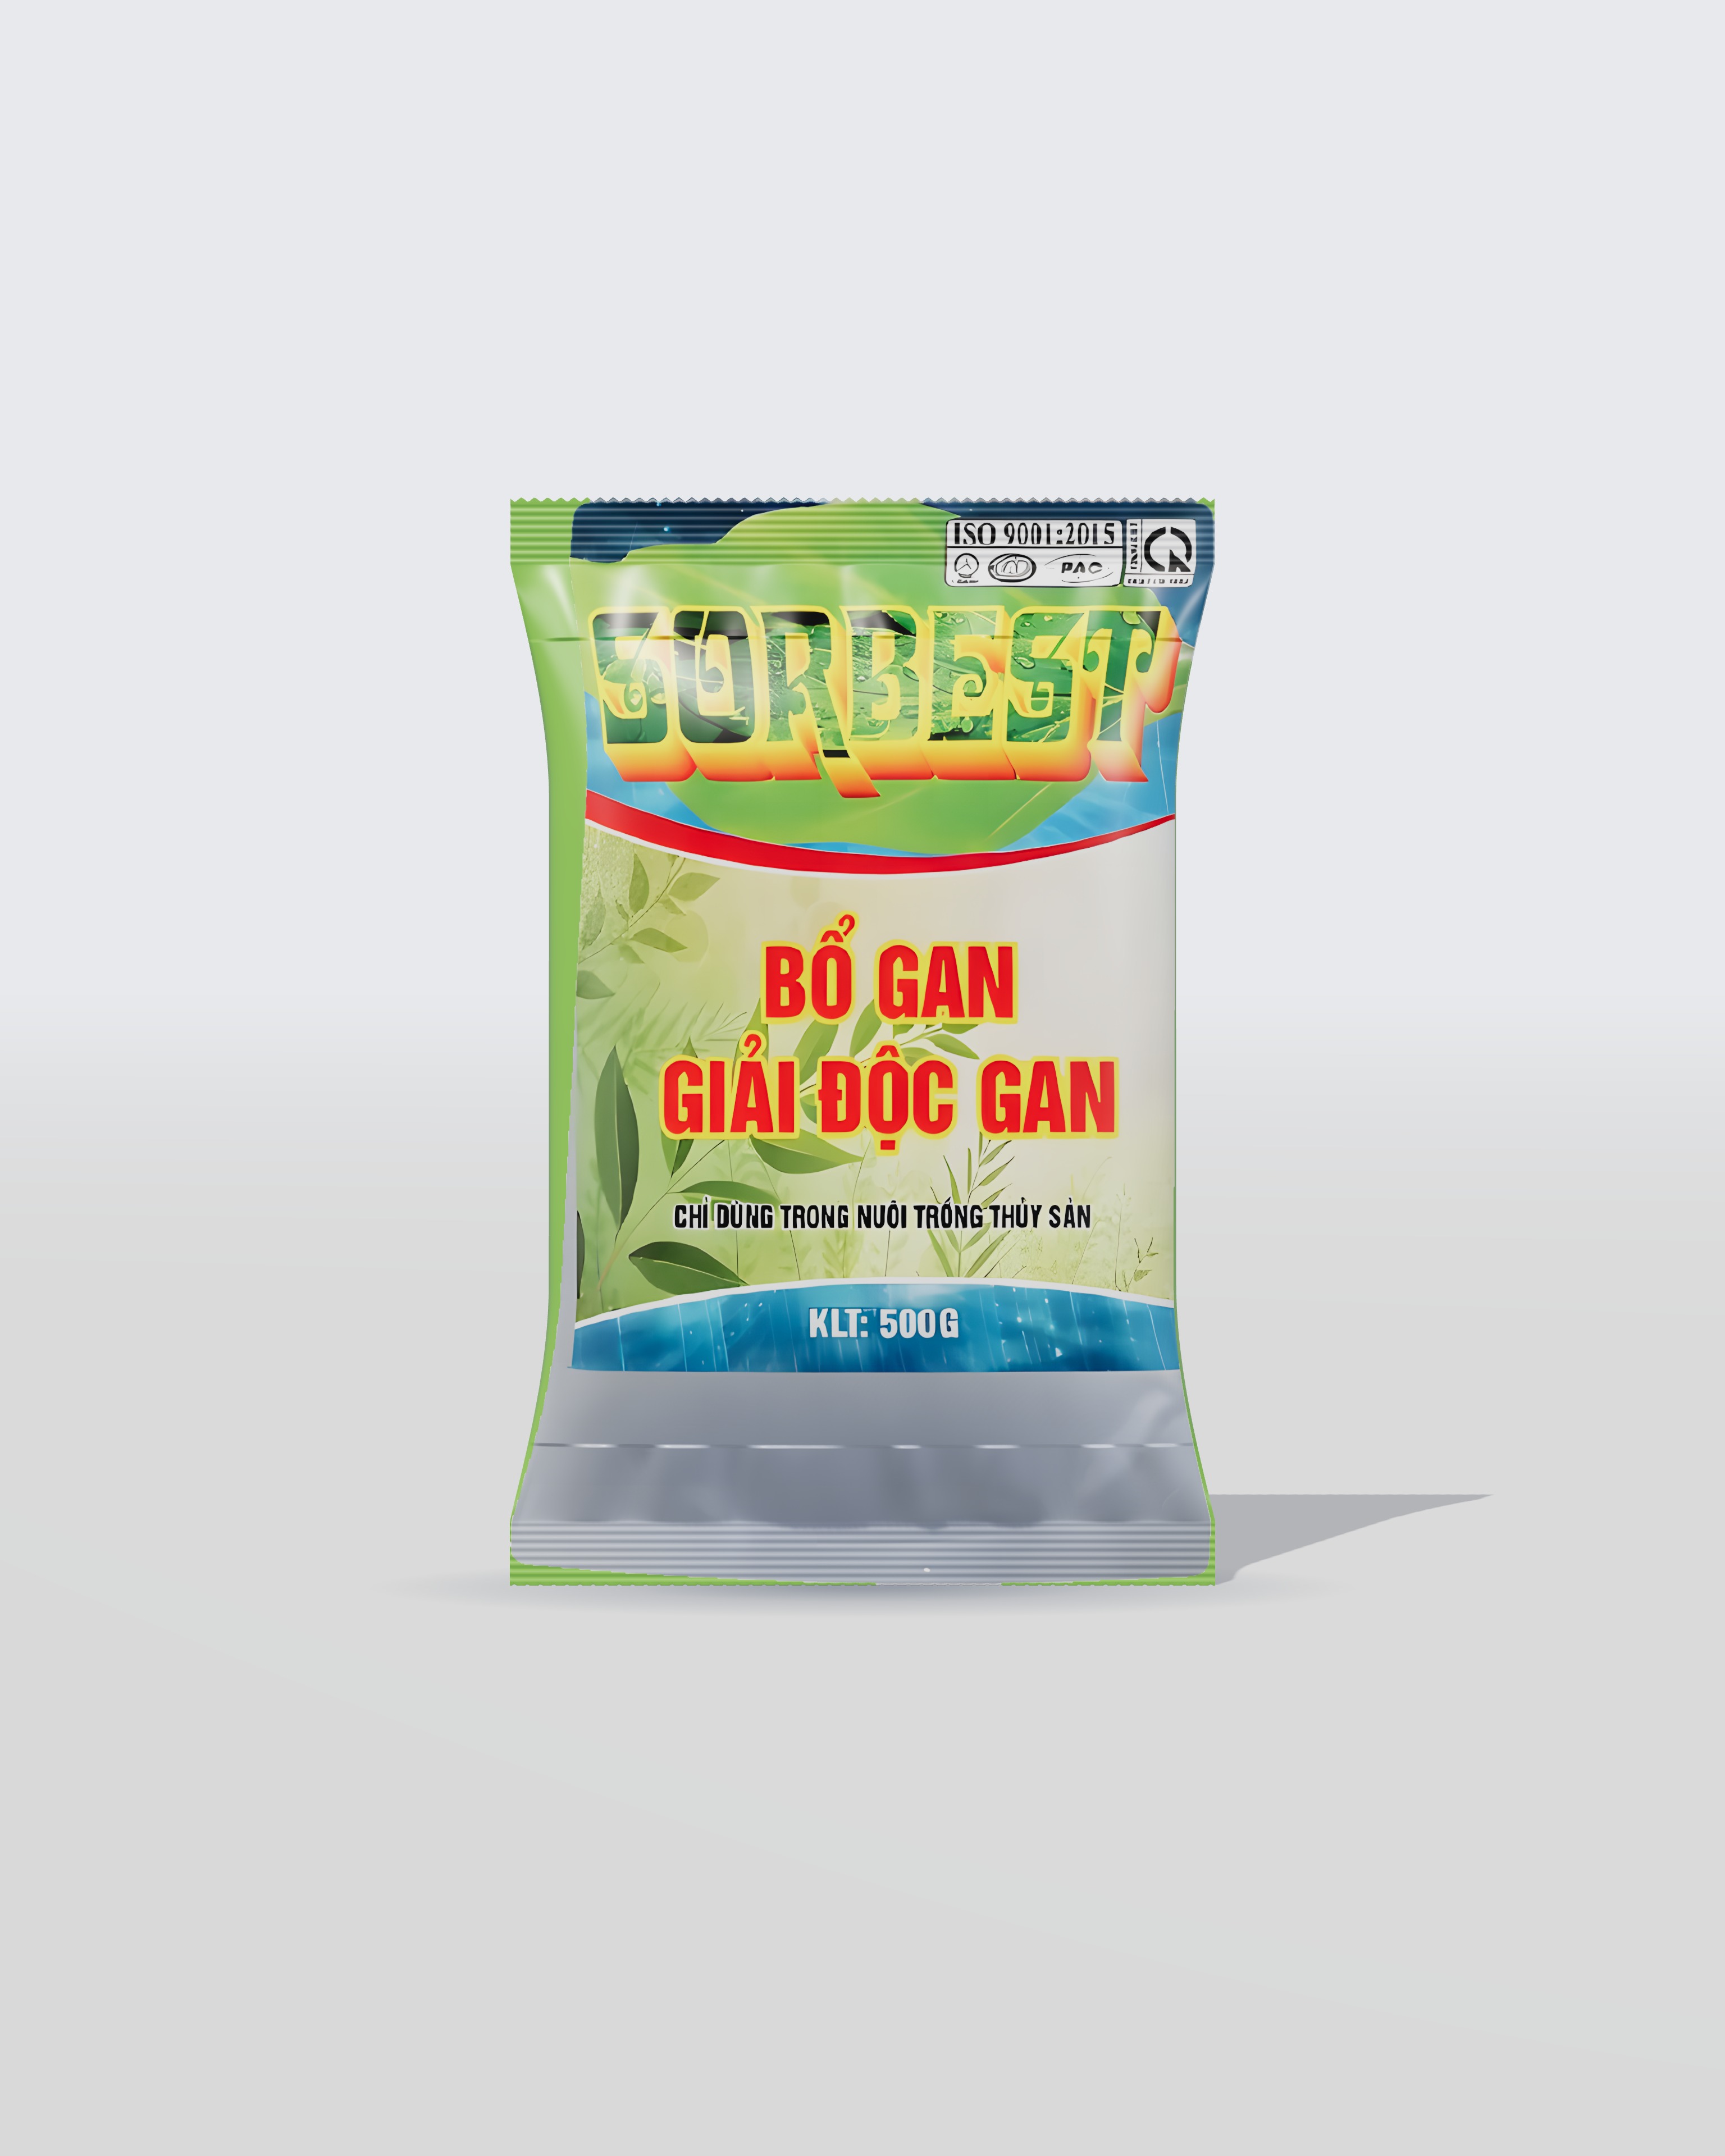 ISO 9001:2015
PAC
SORBEST
BỔ GAN
GIẢI ĐỘC GAN
CHỈ DÙNG TRONG NUÔI TRỒNG THỦY SẢN
KLT: 500G